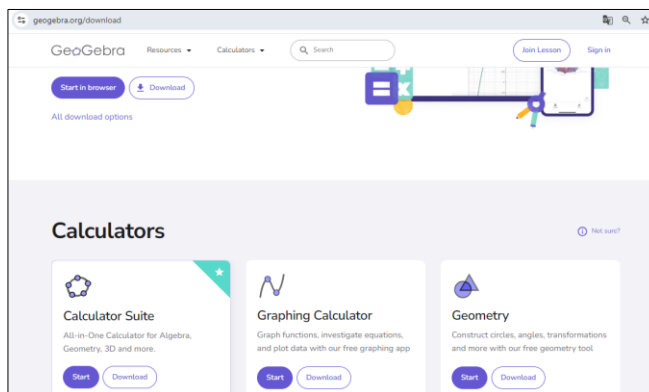 geogebra.org/download
GeoGebra Resources Calculators Search Join Lesson Sign in
Start in browser Download
All download options
Calculators
Not sure?
Calculator Suite
All-in-One Calculator for Algebra,
Geometry, 3D and more.
Start Download
Graphing Calculator
Graph functions, investigate equations,
and plot data with our free graphing app
Start Download
Geometry
Construct circles, angles, transformations
and more with our free geometry tool
Start Download